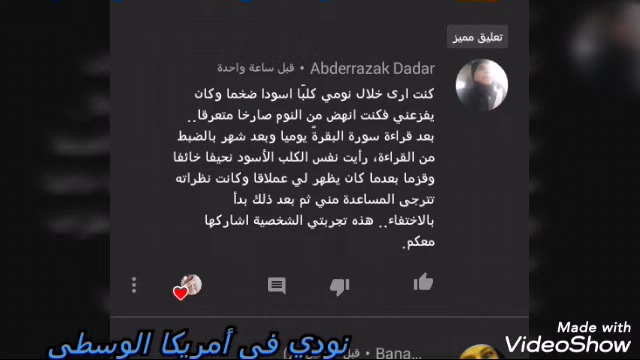 تعليق مميز
Abderrazak Dadar • قبل ساعة واحدة
كنت ارى خلال نومي كلبًا اسودا ضخما وكان
يفزعني فكنت انهض من النوم صارخا متعرقا..
بعد قراءة سورة البقرةً يوميا وبعد شهر بالضبط
من القراءة، رأيت نفس الكلب الأسود نحيفا خائفا
وقزما بعدما كان يظهر لي عملاقا وكانت نظراته
تترجى المساعدة مني ثم بعد ذلك بدأ
بالاختفاء.. هذه تجربتي الشخصية اشاركها
معكم.
Bana... • قبل
نودي في أمريكا الوسطى
Made with
VideoShow